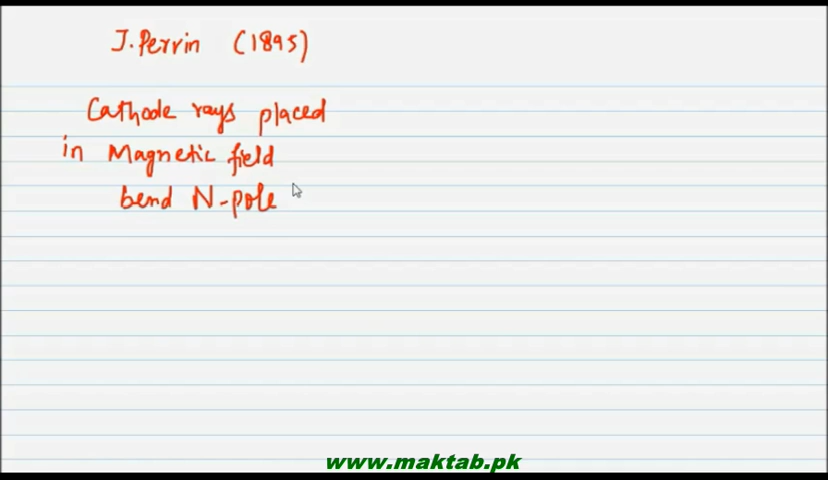 J. Perrin (1895)
Cathode rays placed
in Magnetic field
bend N-pole
www.maktab.pk